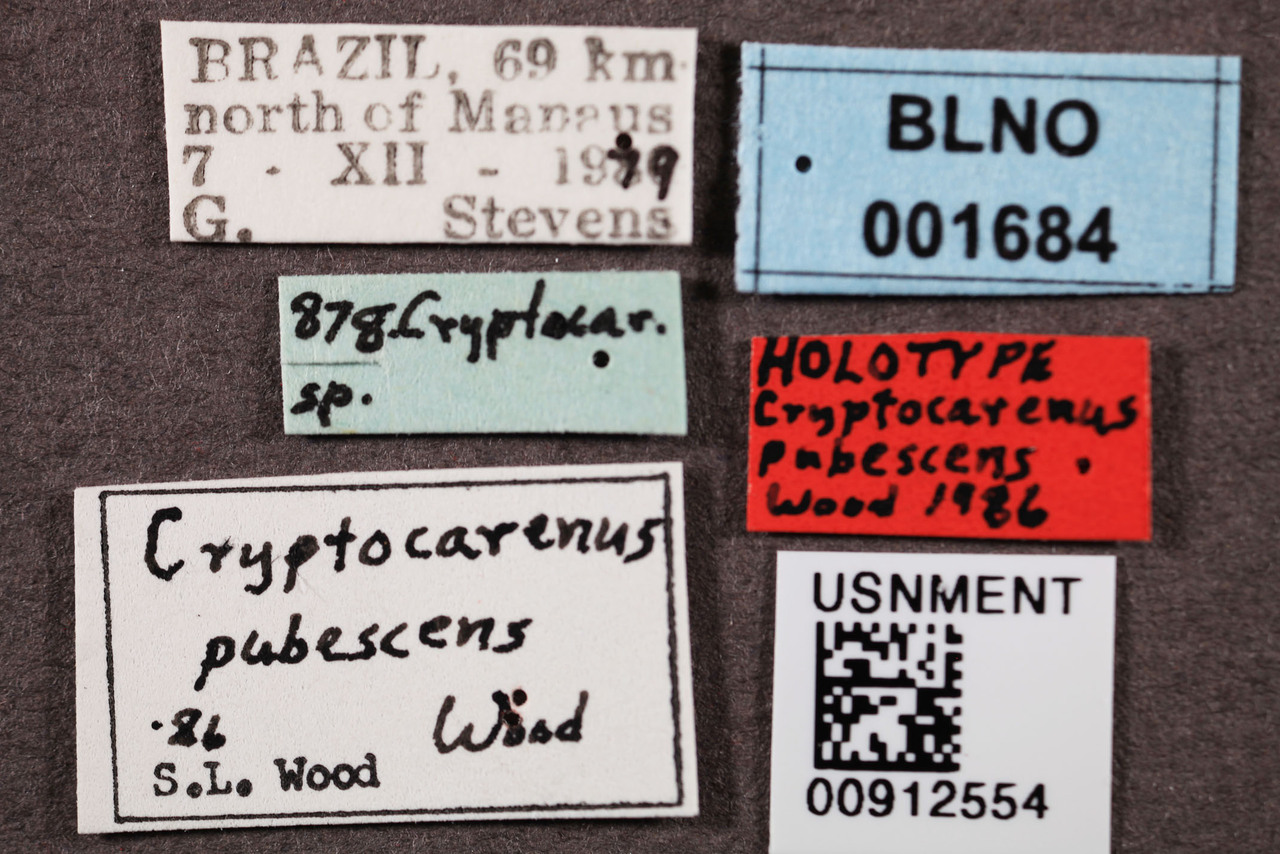 BRAZIL, 69 km
north of Manaus
7 - XII - 1979
G. Stevens
BLNO
001684
878. Cryptocar.
sp.
HOLOTYPE
Cryptocarenus
pubescens
Wood 1986
Cryptocarenus
pubescens
'86 Wood
S.L. Wood
USNMENT
00912554